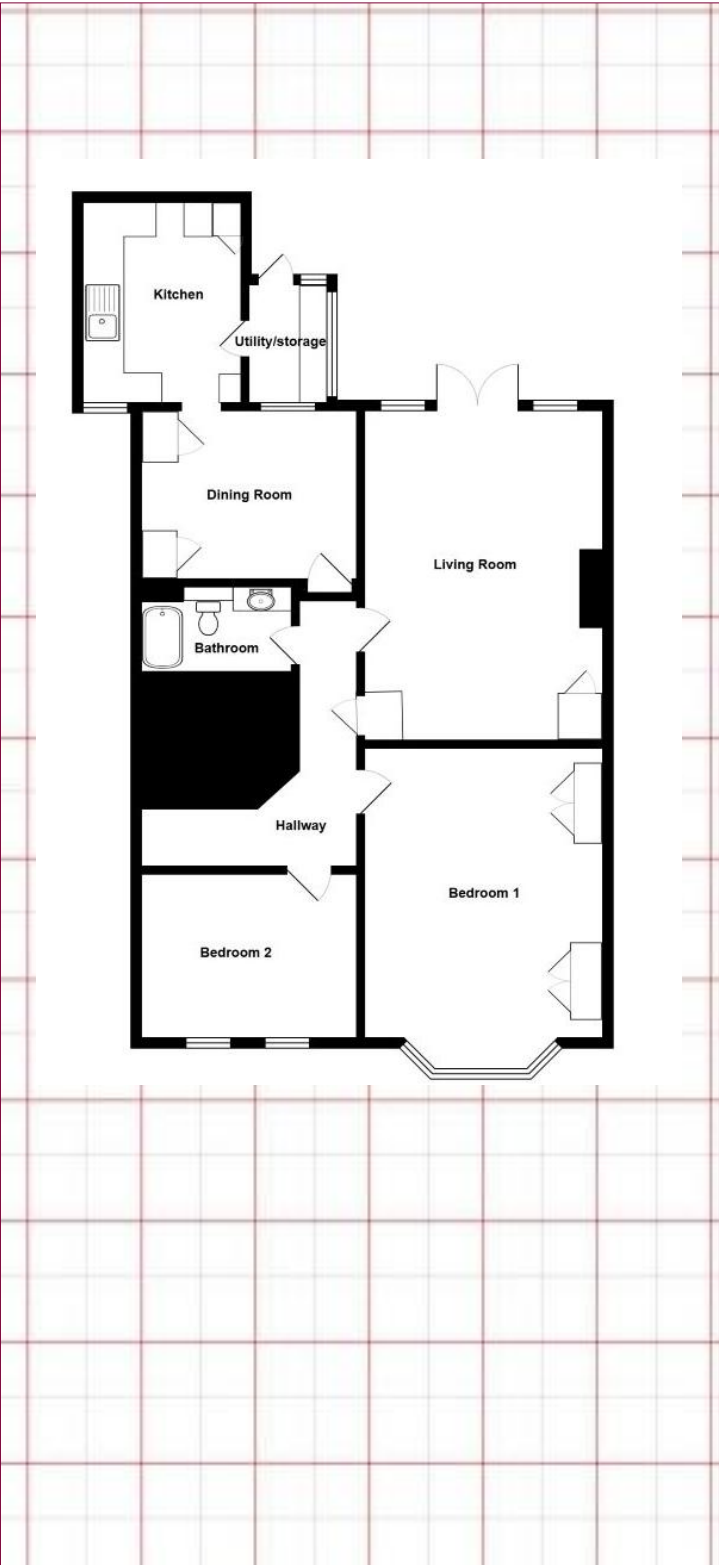 Kitchen
Utility/storage
Dining Room
Living Room
Bathroom
Hallway
Bedroom 1
Bedroom 2